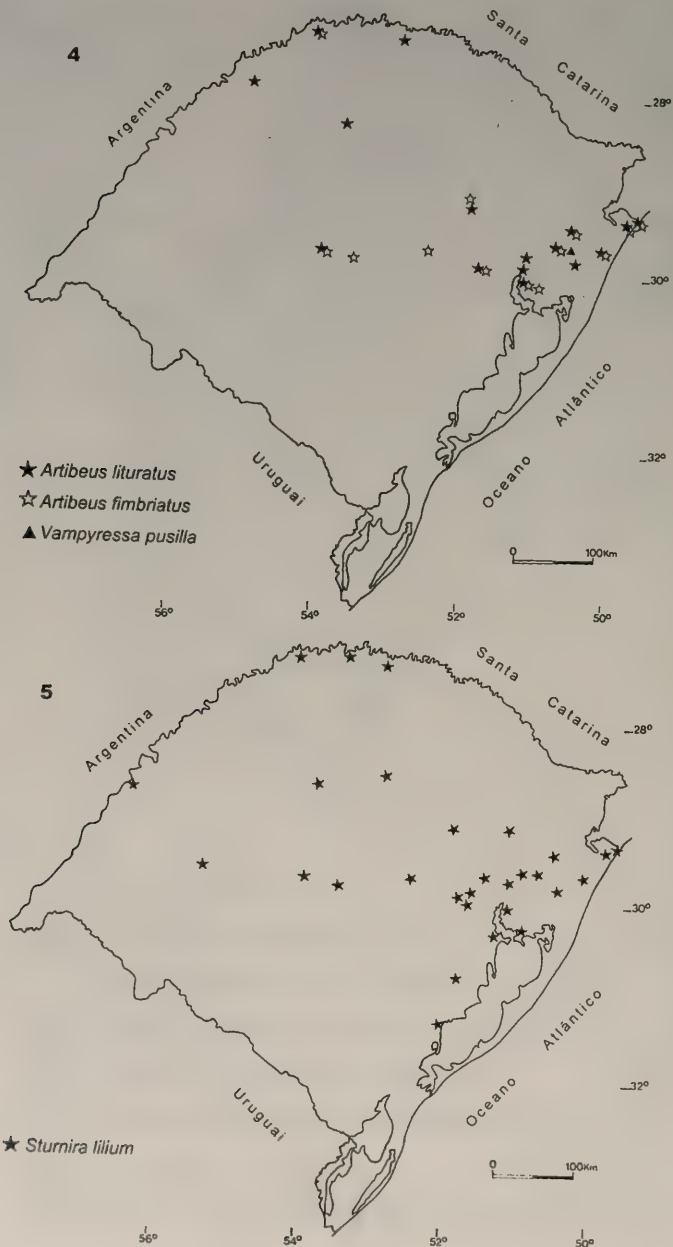 4
Santa
Catarina
Argentina
28°
30°
32°
Oceano Atlântico
Uruguai
★ Artibeus lituratus
☆ Artibeus fimbriatus
▲ Vampyressa pusilla
0 100Km
56° 54° 52° 50°
5
Santa
Catarina
Argentina
28°
30°
32°
Oceano Atlântico
Uruguai
★ Sturnira lilium
0 100Km
56° 54° 52° 50°